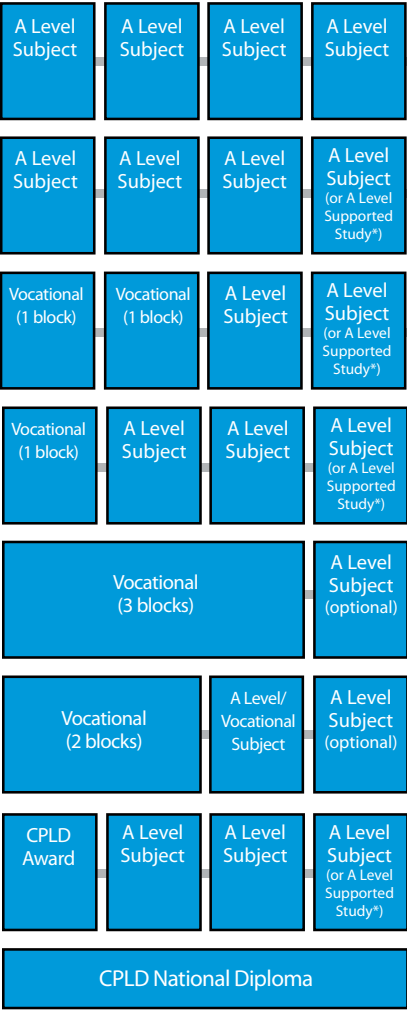 A Level
Subject
A Level
Subject
A Level
Subject
A Level
Subject
A Level
Subject
A Level
Subject
A Level
Subject
A Level
Subject
(or A Level
Supported
Study*)
Vocational
(1 block)
Vocational
(1 block)
A Level
Subject
A Level
Subject
(or A Level
Supported
Study*)
Vocational
(1 block)
A Level
Subject
A Level
Subject
A Level
Subject
(or A Level
Supported
Study*)
Vocational
(3 blocks)
A Level
Subject
(optional)
Vocational
(2 blocks)
A Level/
Vocational
Subject
A Level
Subject
(optional)
CPLD
Award
A Level
Subject
A Level
Subject
A Level
Subject
(or A Level
Supported
Study*)
CPLD National Diploma